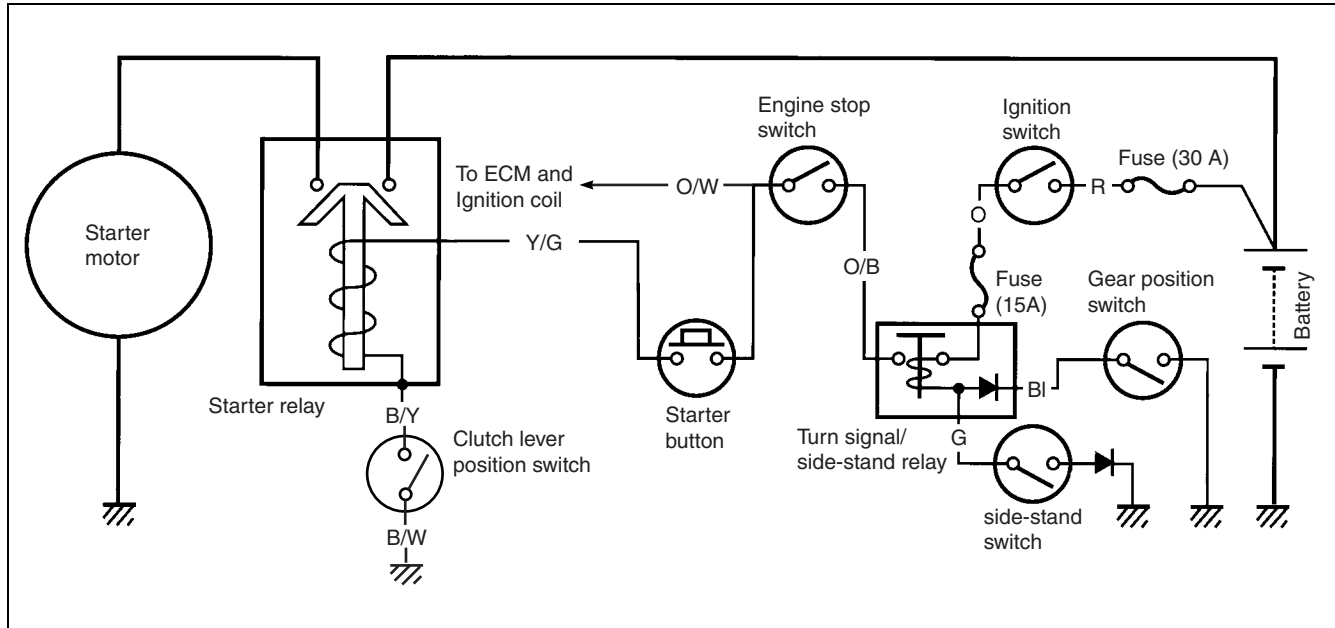 Engine stop
switch
Ignition
switch
Fuse (30 A)
To ECM and
Ignition coil
O/W
R
O
Starter
motor
Y/G
O/B
Fuse
(15A)
Gear position
switch
Battery
Starter relay
Starter
button
Bl
B/Y
Clutch lever
position switch
Turn signal/
side-stand relay
G
side-stand
switch
B/W